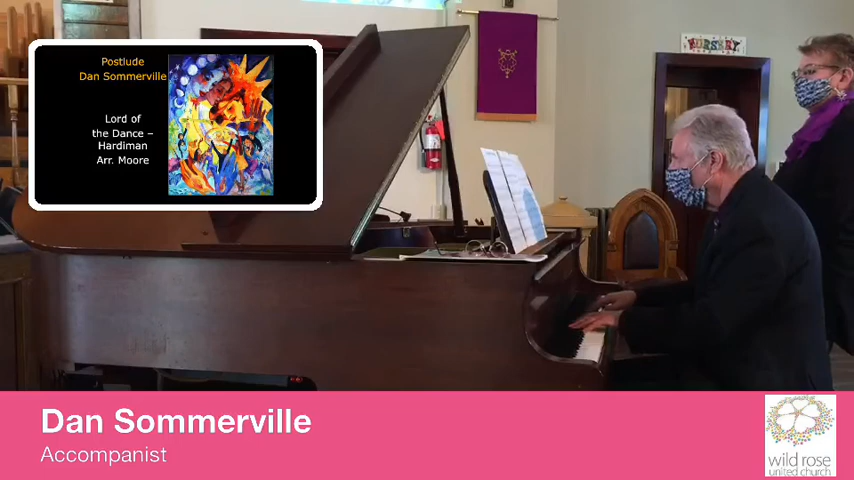 Postlude
Dan Sommerville
Lord of
the Dance –
Hardiman
Arr. Moore
NURSERY
Dan Sommerville
Accompanist
wild rose
united church